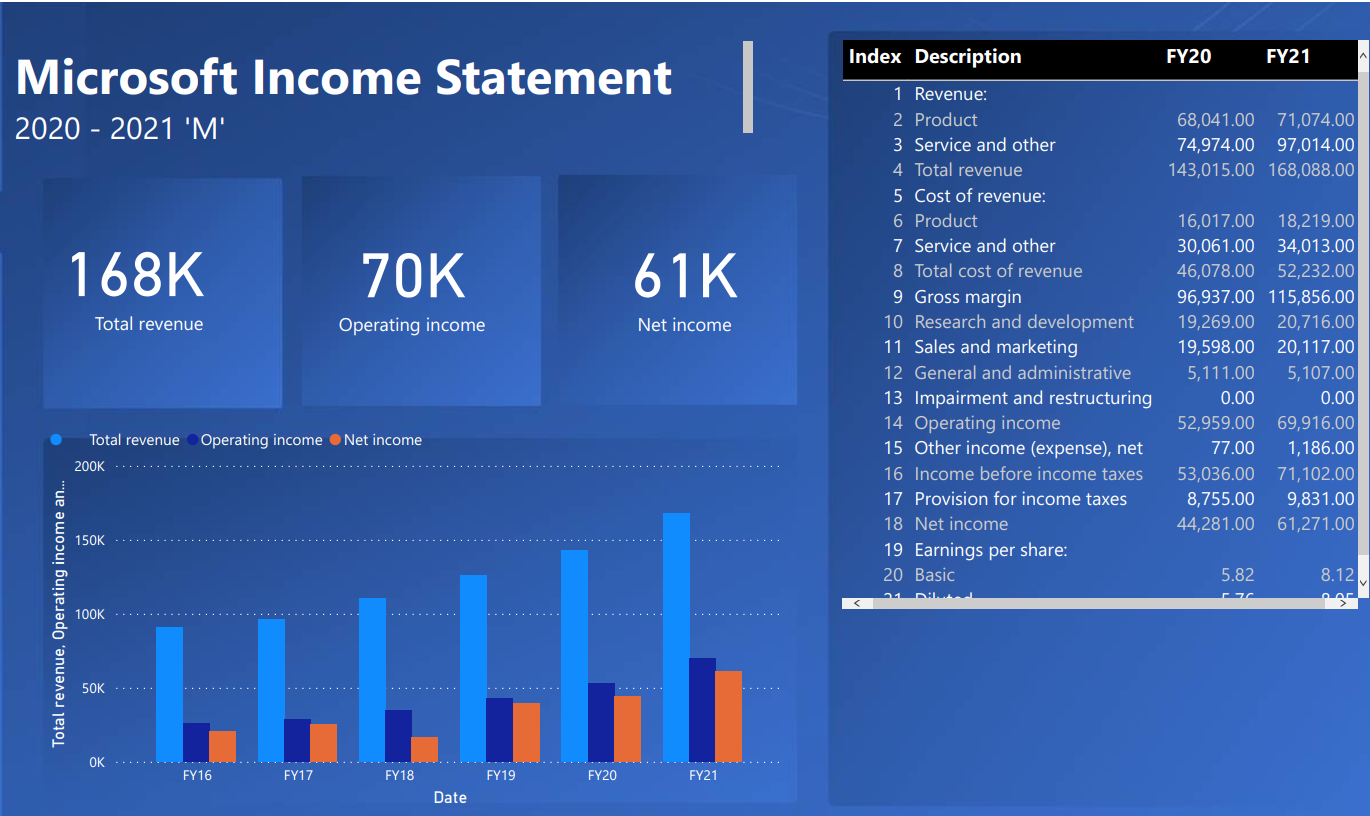 Microsoft Income Statement
2020 - 2021 'M'
168K
Total revenue
70K
Operating income
61K
Net income
Total revenue Operating income Net income
Total revenue, Operating income an...
200K
150K
100K
50K
0K
FY16 FY17 FY18 FY19 FY20 FY21
Date
Index Description FY20 FY21
1 Revenue:
2 Product 68,041.00 71,074.00
3 Service and other 74,974.00 97,014.00
4 Total revenue 143,015.00 168,088.00
5 Cost of revenue:
6 Product 16,017.00 18,219.00
7 Service and other 30,061.00 34,013.00
8 Total cost of revenue 46,078.00 52,232.00
9 Gross margin 96,937.00 115,856.00
10 Research and development 19,269.00 20,716.00
11 Sales and marketing 19,598.00 20,117.00
12 General and administrative 5,111.00 5,107.00
13 Impairment and restructuring 0.00 0.00
14 Operating income 52,959.00 69,916.00
15 Other income (expense), net 77.00 1,186.00
16 Income before income taxes 53,036.00 71,102.00
17 Provision for income taxes 8,755.00 9,831.00
18 Net income 44,281.00 61,271.00
19 Earnings per share:
20 Basic 5.82 8.12
21 Diluted 5.76 8.05